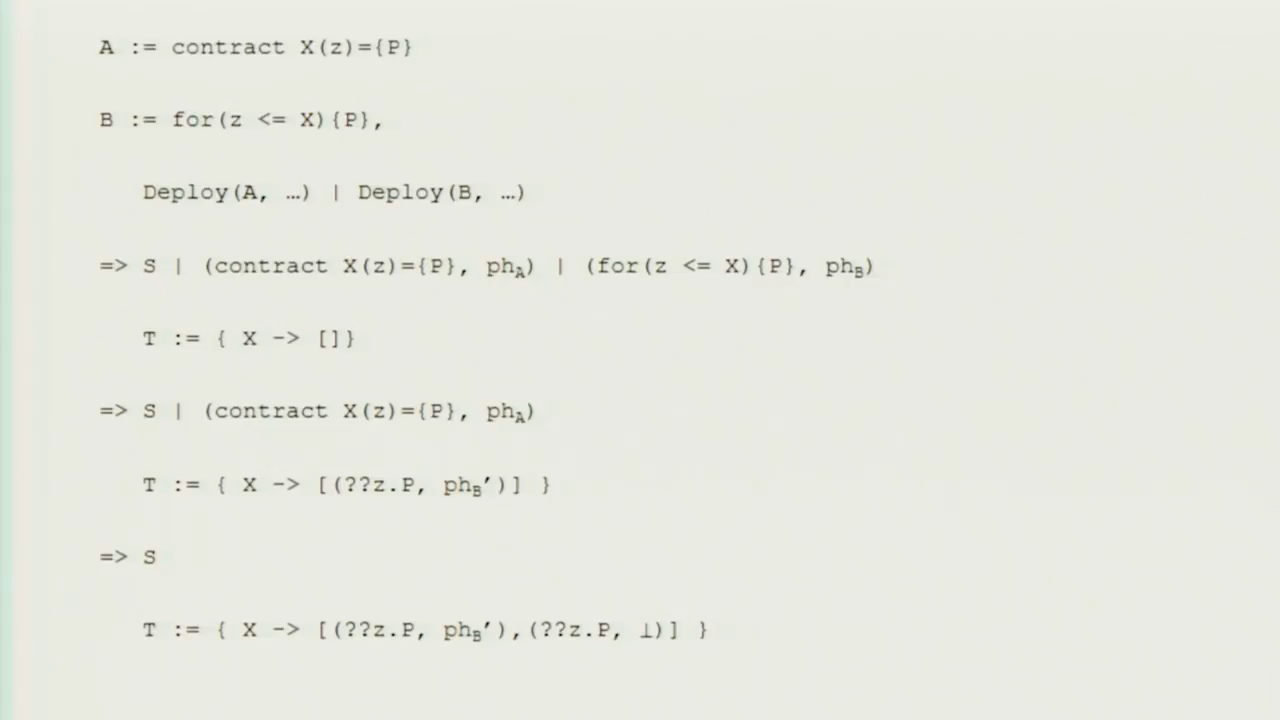 A := contract X(z)={P}
B := for(z <= X){P},
Deploy(A, …) | Deploy(B, …)
=> S | (contract X(z)={P}, phA) | (for(z <= X){P}, phB)
T := { X -> []}
=> S | (contract X(z)={P}, phA)
T := { X -> [(??z.P, phB′)] }
=> S
T := { X -> [(??z.P, phB′),(??z.P, ⊥)] }